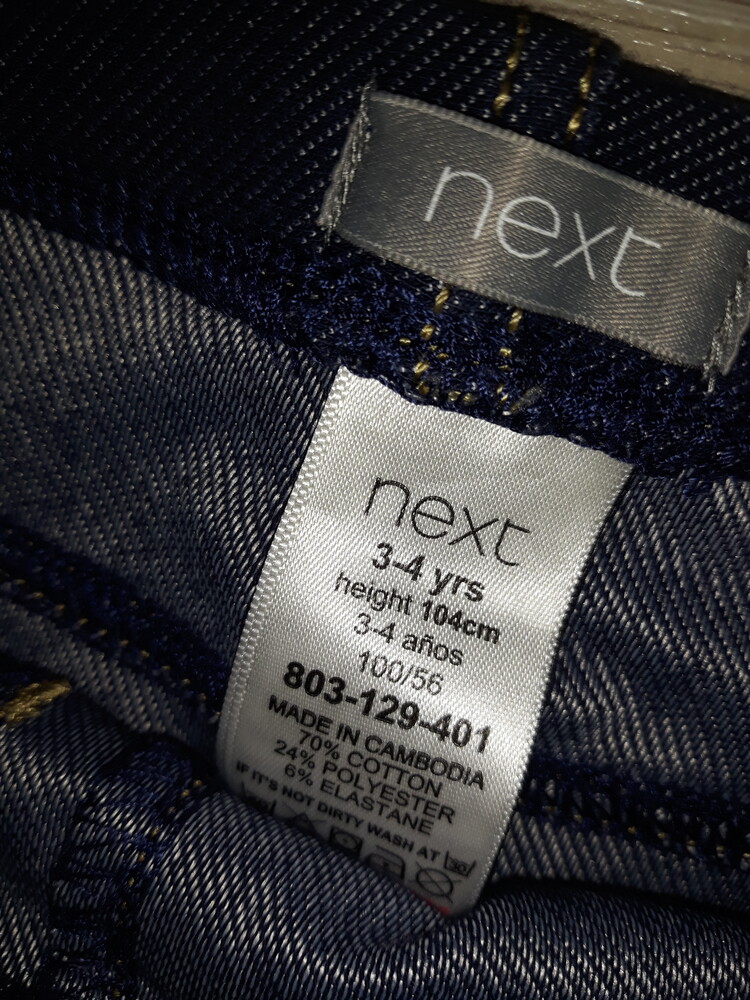 next
next
3-4 yrs
height 104cm
3-4 años
100/56
803-129-401
MADE IN CAMBODIA
70% COTTON
24% POLYESTER
6% ELASTANE
IF IT'S NOT DIRTY WASH AT 30